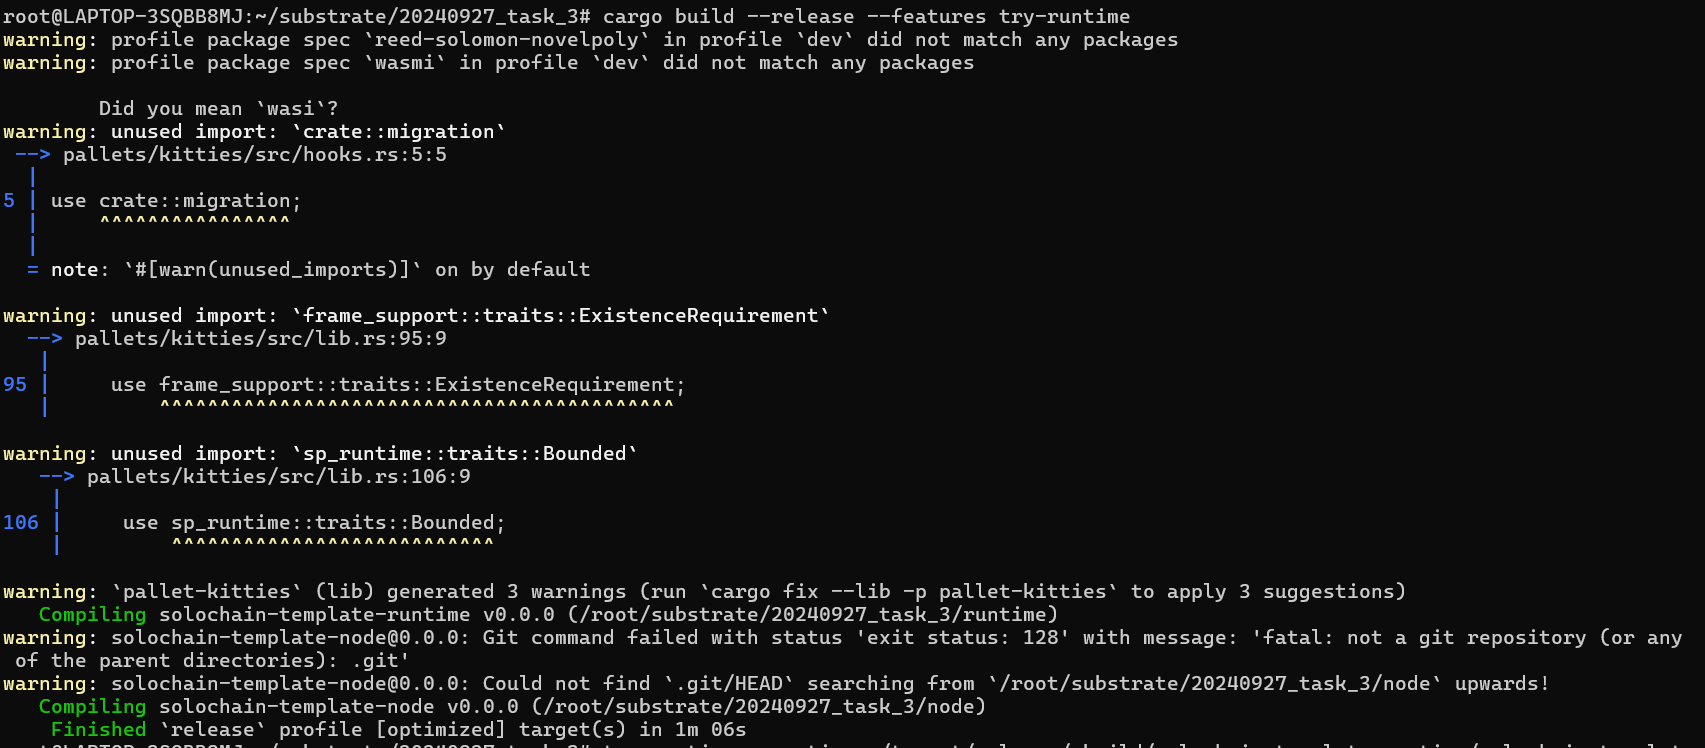 root@LAPTOP-3SQBB8MJ:~/substrate/20240927_task_3# cargo build --release --features try-runtime
warning: profile package spec `reed-solomon-novelpoly` in profile `dev` did not match any packages
warning: profile package spec `wasmi` in profile `dev` did not match any packages
Did you mean `wasi`?
warning: unused import: `crate::migration`
--> pallets/kitties/src/hooks.rs:5:5
|
5 | use crate::migration;
| ^^^^^^^^^^^^^^^^
|
= note: `#[warn(unused_imports)]` on by default
warning: unused import: `frame_support::traits::ExistenceRequirement`
--> pallets/kitties/src/lib.rs:95:9
|
95 | use frame_support::traits::ExistenceRequirement;
| ^^^^^^^^^^^^^^^^^^^^^^^^^^^^^^^^^^^^^^^^^^^
warning: unused import: `sp_runtime::traits::Bounded`
--> pallets/kitties/src/lib.rs:106:9
|
106 | use sp_runtime::traits::Bounded;
| ^^^^^^^^^^^^^^^^^^^^^^^^^^^
warning: `pallet-kitties` (lib) generated 3 warnings (run `cargo fix --lib -p pallet-kitties` to apply 3 suggestions)
Compiling solochain-template-runtime v0.0.0 (/root/substrate/20240927_task_3/runtime)
warning: solochain-template-node@0.0.0: Git command failed with status 'exit status: 128' with message: 'fatal: not a git repository (or any
of the parent directories): .git'
warning: solochain-template-node@0.0.0: Could not find `.git/HEAD` searching from `/root/substrate/20240927_task_3/node` upwards!
Compiling solochain-template-node v0.0.0 (/root/substrate/20240927_task_3/node)
Finished `release` profile [optimized] target(s) in 1m 06s